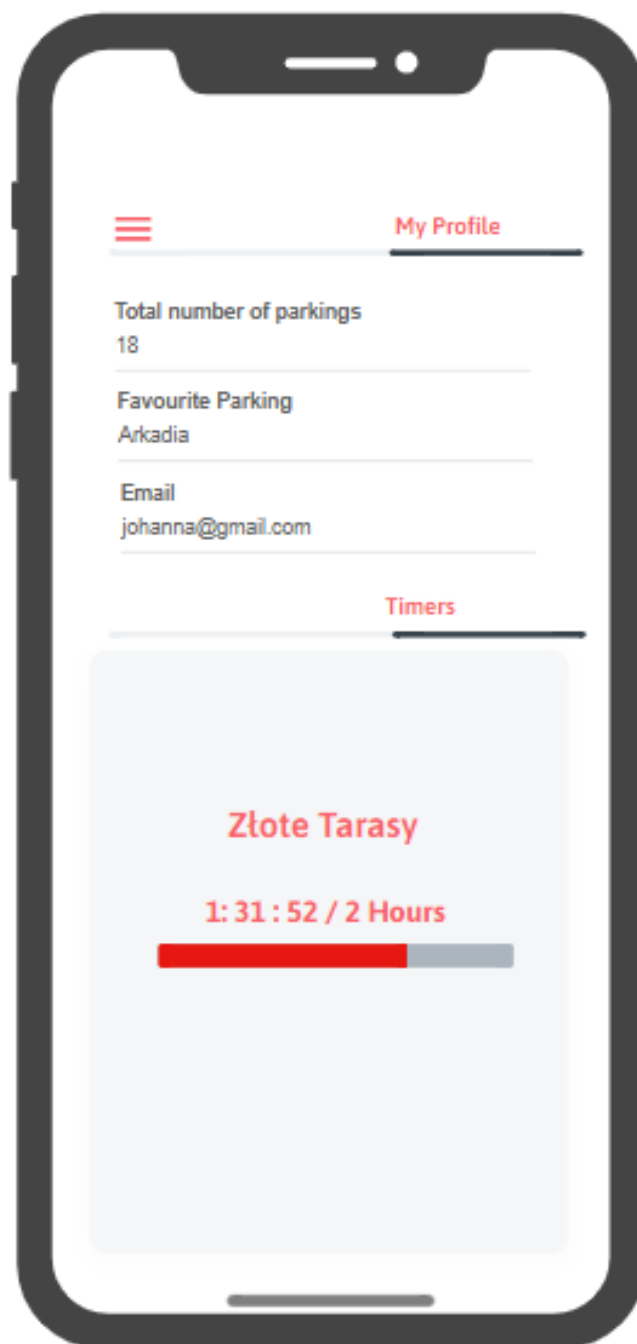 My Profile
Total number of parkings
18
Favourite Parking
Arkadia
Email
johanna@gmail.com
Timers
Złote Tarasy
1: 31 : 52 / 2 Hours